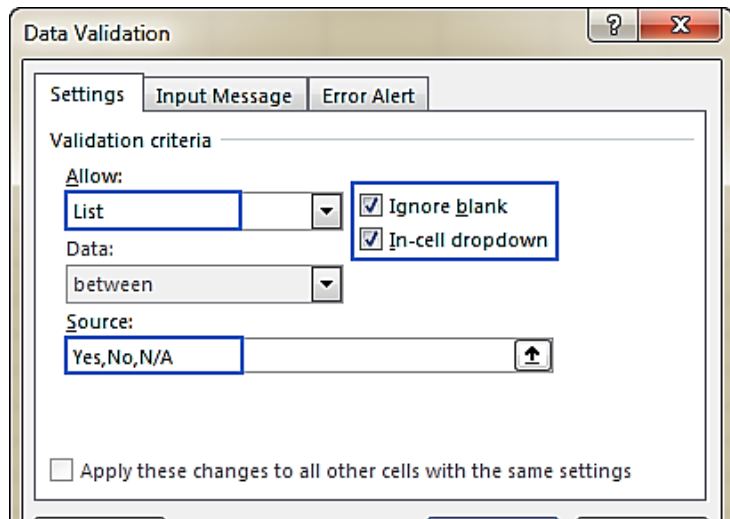 Data Validation
Settings Input Message Error Alert
Validation criteria
Allow:
List
Ignore blank
In-cell dropdown
Data:
between
Source:
Yes,No,N/A
Apply these changes to all other cells with the same settings